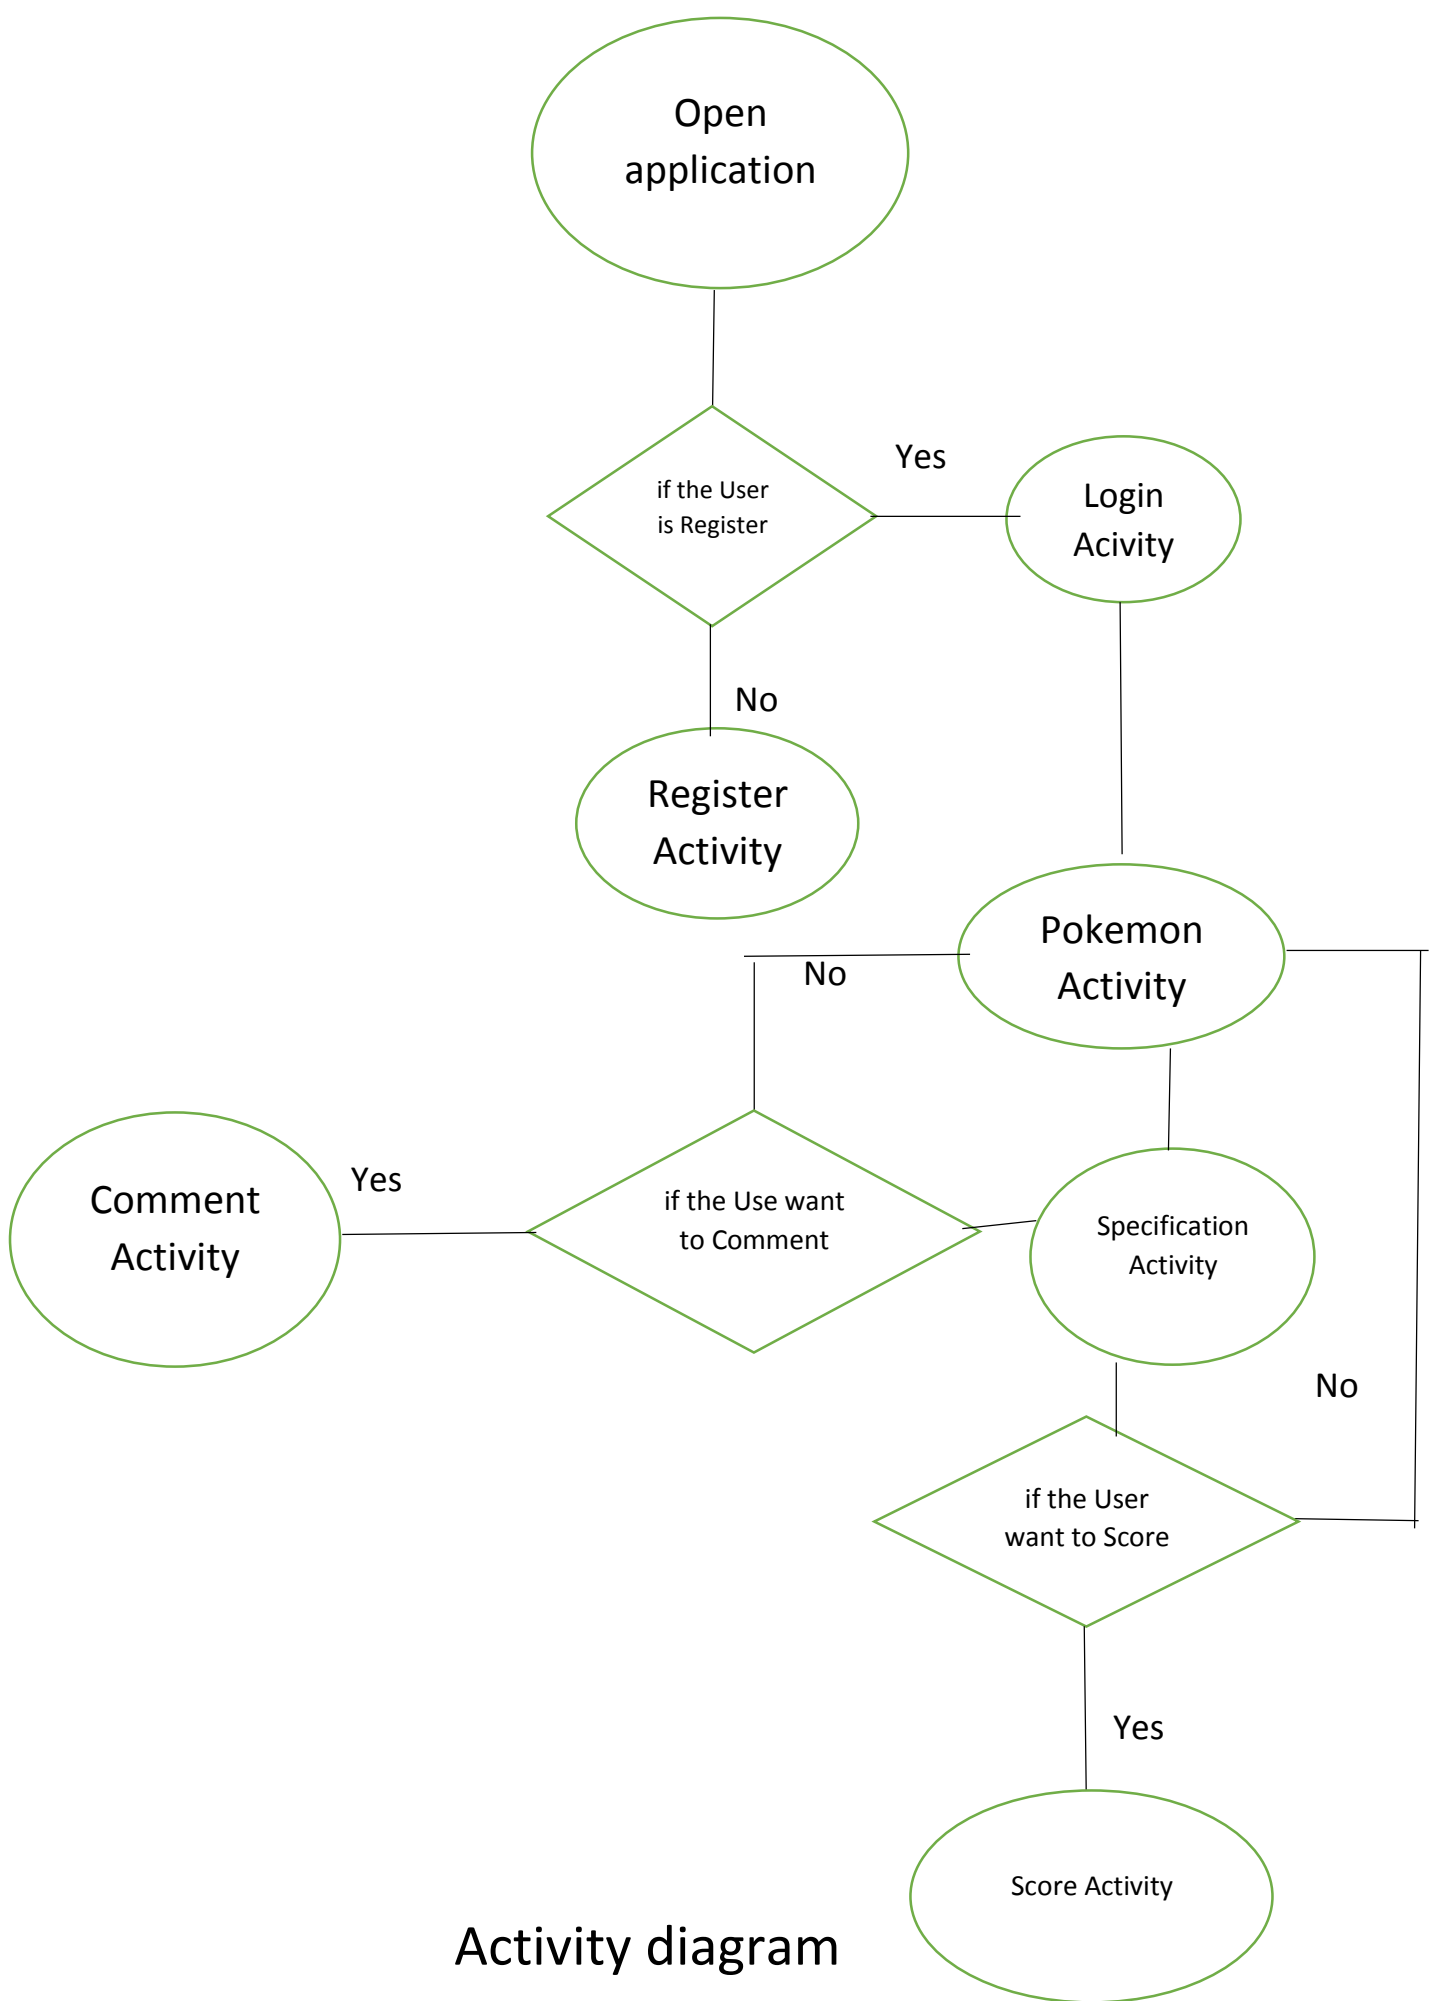 Open
application
Yes
if the User
is Register
Login
Acivity
No
Register
Activity
Pokemon
Activity
No
Comment
Activity
Yes
if the Use want
to Comment
Specification
Activity
No
if the User
want to Score
Yes
Score Activity
Activity diagram